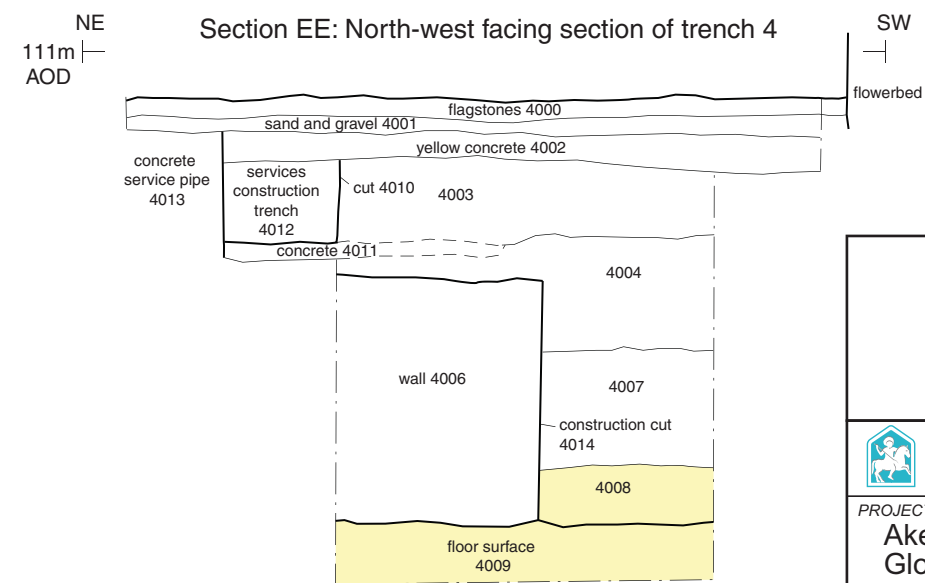 Section EE: North-west facing section of trench 4
NE
SW
111m
AOD
flowerbed
flagstones 4000
sand and gravel 4001
yellow concrete 4002
concrete
service pipe
4013
services
construction
trench
4012
cut 4010
4003
concrete 4011
4004
wall 4006
4007
construction cut
4014
4008
floor surface
4009
PROJECT
Ake
Glo